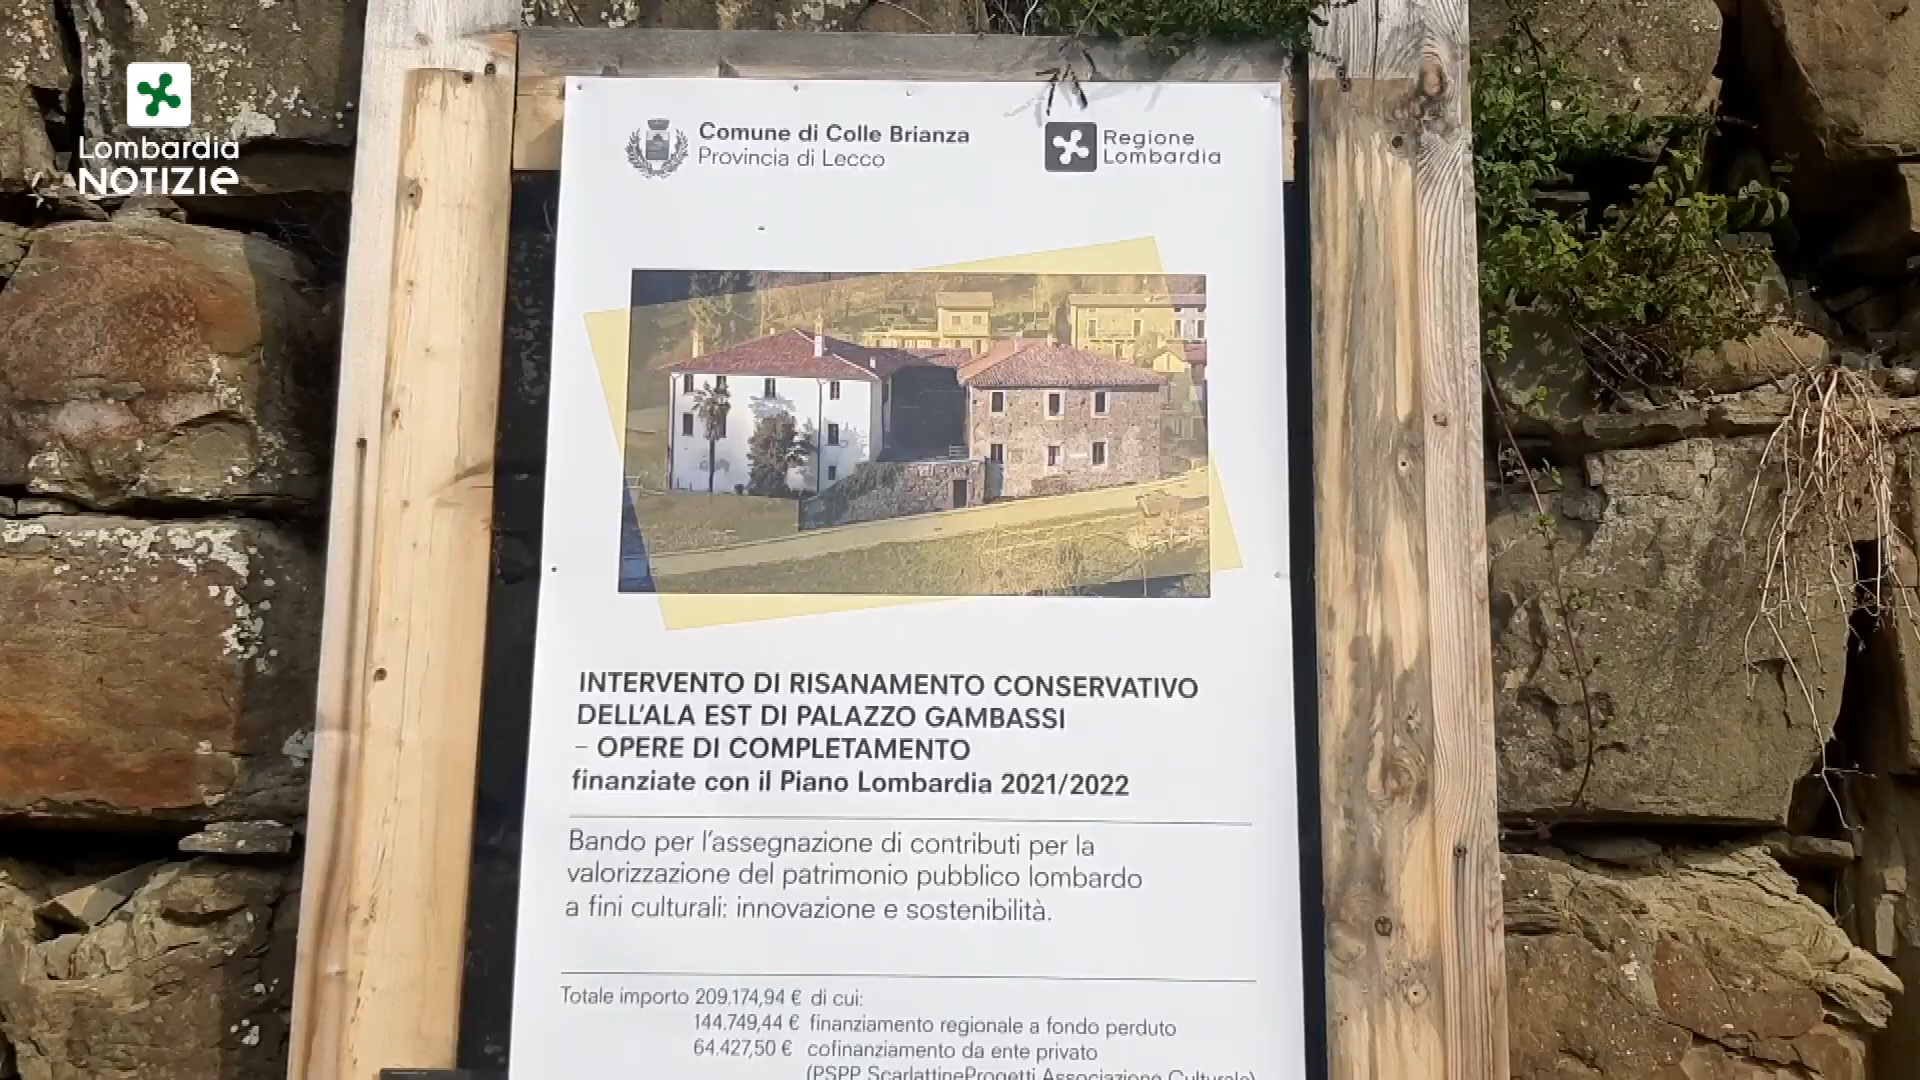 Lombardia
NOTIZIE
Comune di Colle Brianza
Provincia di Lecco
Regione
Lombardia
INTERVENTO DI RISANAMENTO CONSERVATIVO
DELL'ALA EST DI PALAZZO GAMBASSI
– OPERE DI COMPLETAMENTO
finanziate con il Piano Lombardia 2021/2022
Bando per l'assegnazione di contributi per la
valorizzazione del patrimonio pubblico lombardo
a fini culturali: innovazione e sostenibilità.
Totale importo 209.174,94 € di cui:
144.749,44 € finanziamento regionale a fondo perduto
64.427,50 € cofinanziamento da ente privato
(PSPP ScarlattineProgetti Associazione Culturale)